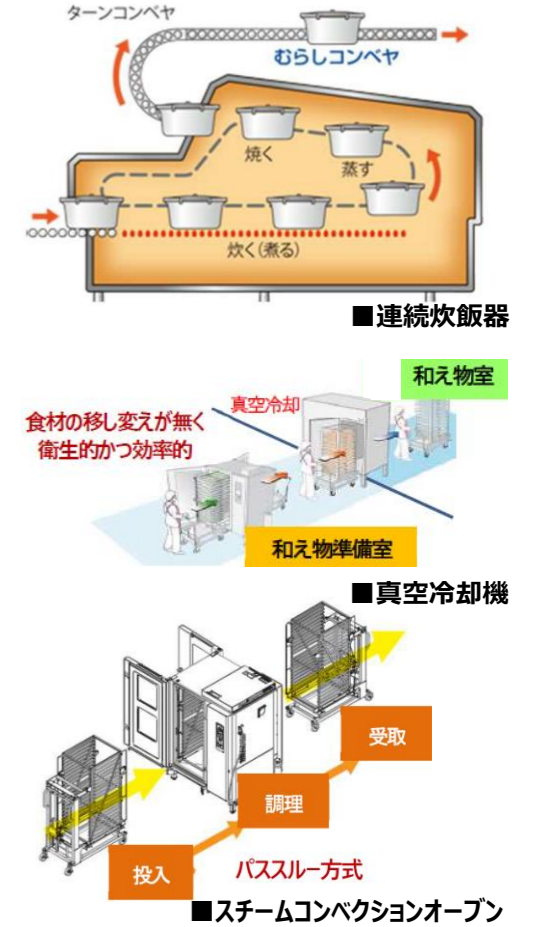 ターンコンベヤ
むらしコンベヤ
焼く
蒸す
炊く（煮る）
■連続炊飯器
和え物室
真空冷却
食材の移し変えが無く
衛生的かつ効率的
和え物準備室
■真空冷却機
受取
調理
投入
パススルー方式
■スチームコンベクションオーブン